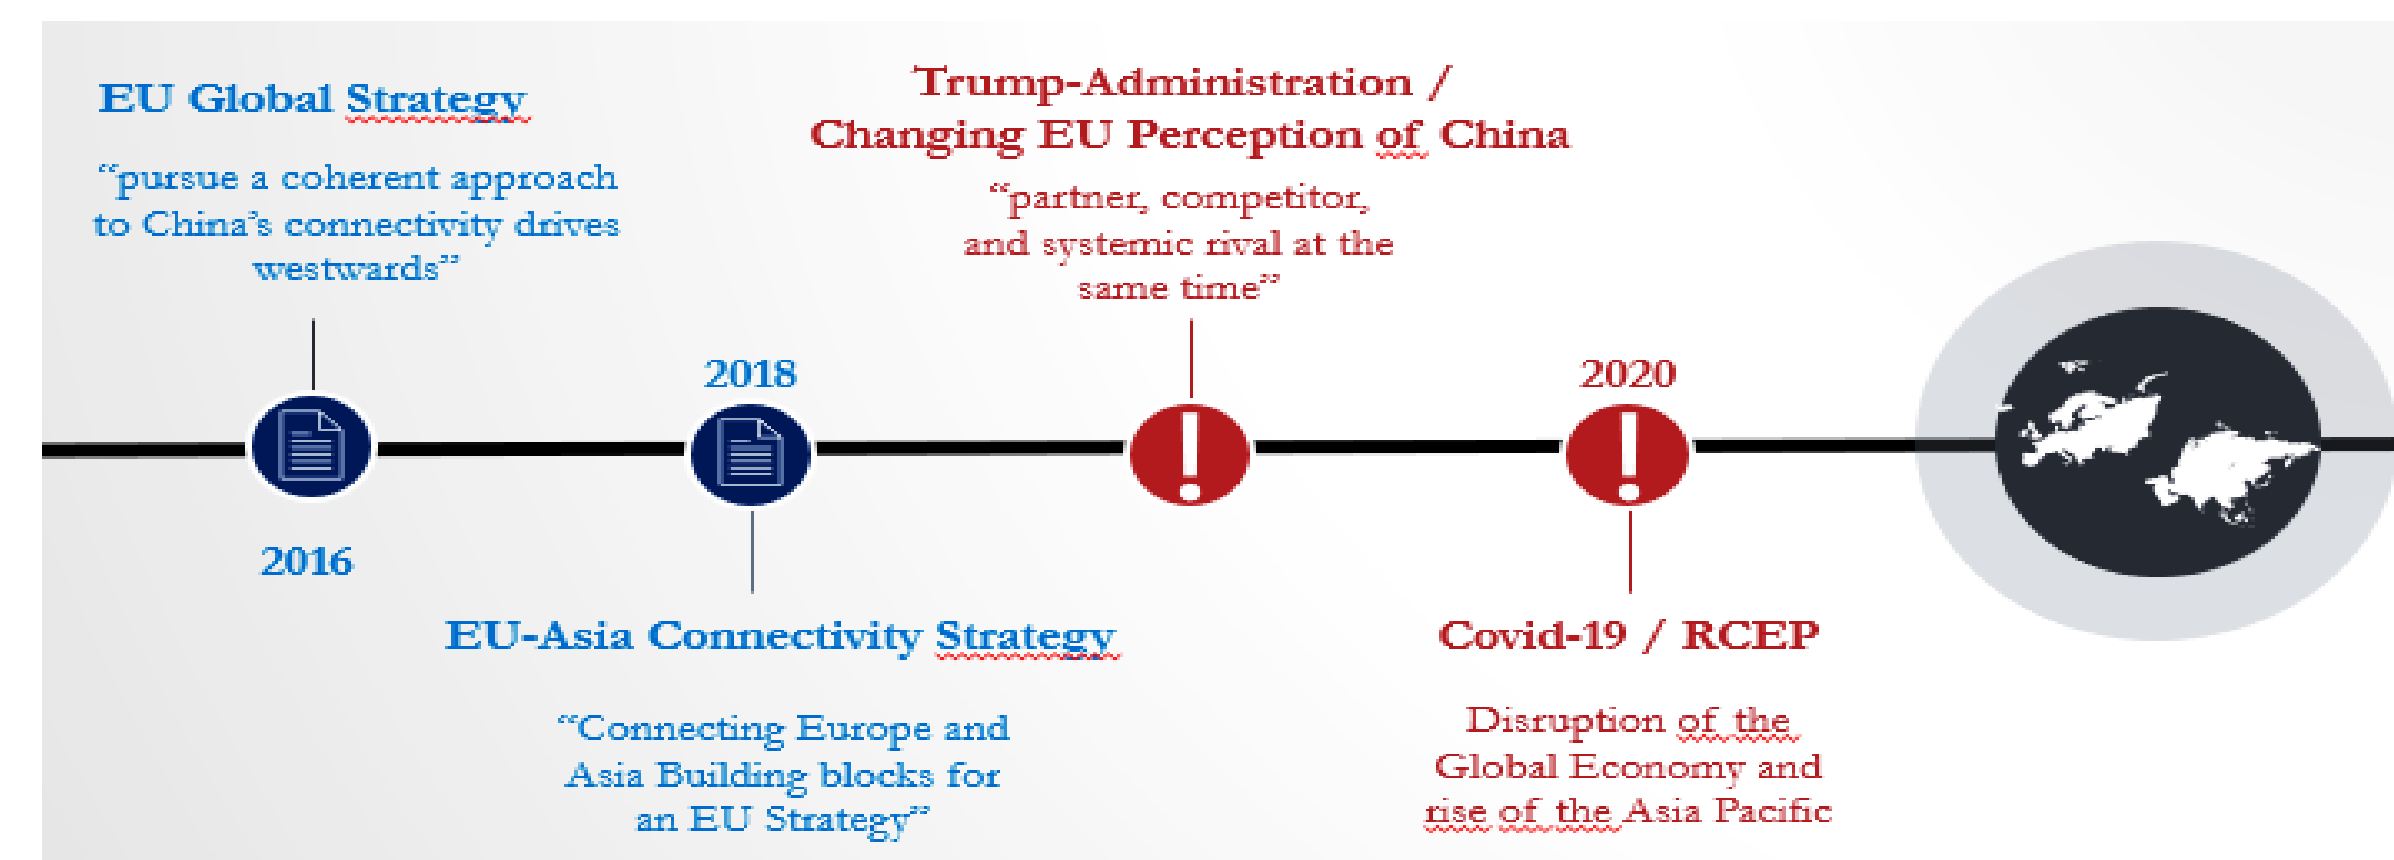 EU Global Strategy
“pursue a coherent approach
to China’s connectivity drives
westwards”
2016
2018
EU-Asia Connectivity Strategy
“Connecting Europe and
Asia Building blocks for
an EU Strategy”
Trump-Administration /
Changing EU Perception of China
“partner, competitor,
and systemic rival at the
same time”
2020
Covid-19 / RCEP
Disruption of the
Global Economy and
rise of the Asia Pacific